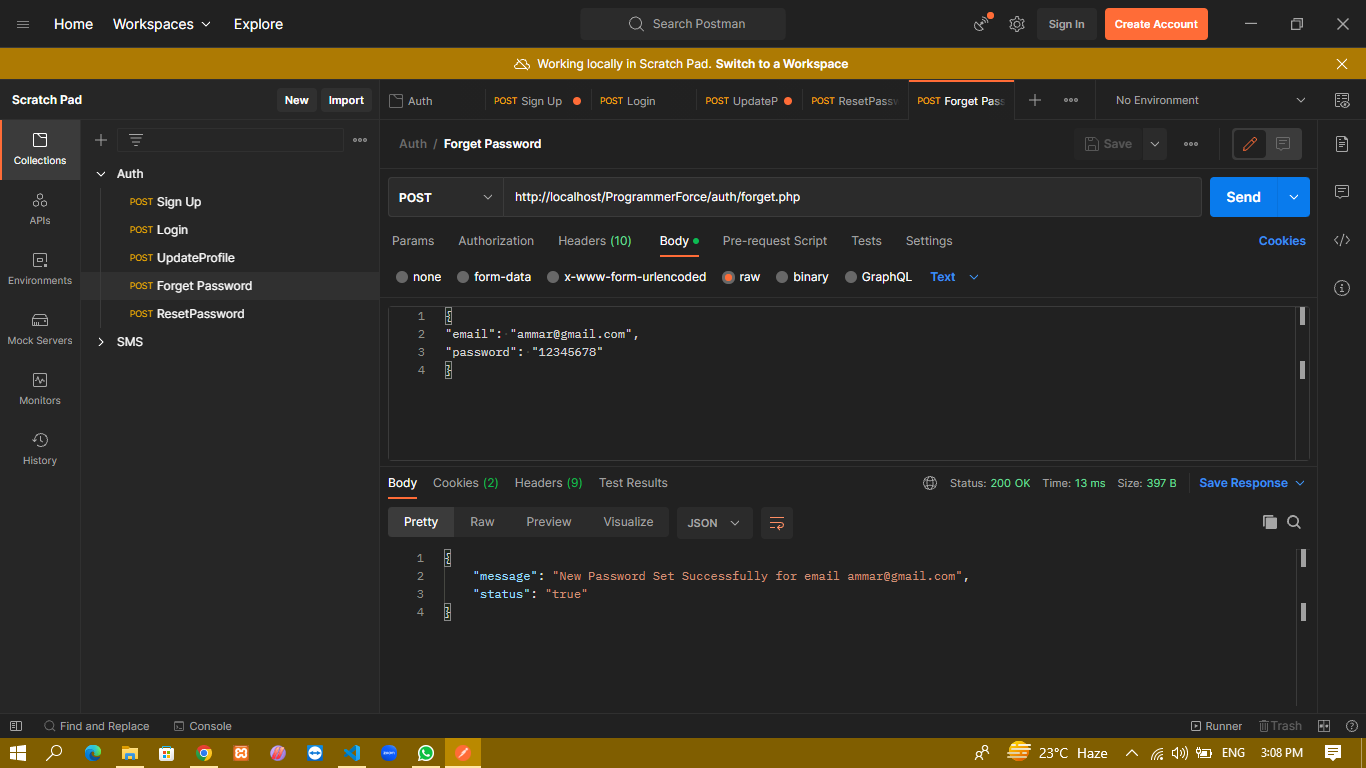 Home Workspaces Explore Search Postman Sign In Create Account
Working locally in Scratch Pad. Switch to a Workspace
Scratch Pad New Import
Auth POST Sign Up POST Login POST UpdateP POST ResetPassw POST Forget Pas No Environment
Collections
APIs
Environments
Mock Servers
Monitors
History
Auth
POST Sign Up
POST Login
POST UpdateProfile
POST Forget Password
POST ResetPassword
SMS
Auth / Forget Password Save
POST http://localhost/ProgrammerForce/auth/forget.php Send
Params Authorization Headers (10) Body Pre-request Script Tests Settings Cookies
none form-data x-www-form-urlencoded raw binary GraphQL Text
1 {
2 "email": "ammar@gmail.com",
3 "password": "12345678"
4 }
Body Cookies (2) Headers (9) Test Results Status: 200 OK Time: 13 ms Size: 397 B Save Response
Pretty Raw Preview Visualize JSON
1 {
2 "message": "New Password Set Successfully for email ammar@gmail.com",
3 "status": "true"
4 }
Find and Replace Console Runner Trash
zoom 23°C Haze ENG 3:08 PM